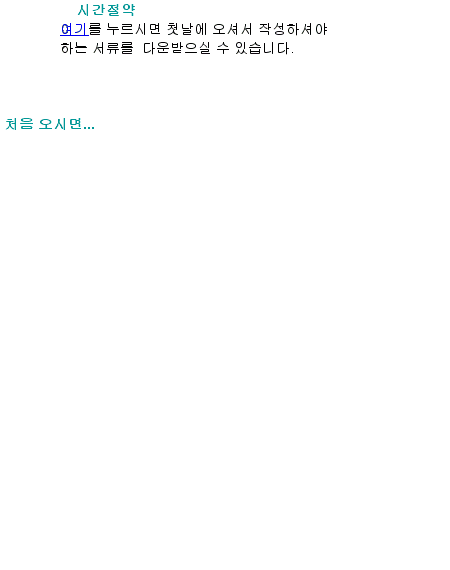 시간절약
여기를 누르시면 첫날에 오셔서 작성하셔야
하는 서류를 다운받으실 수 있습니다.
처음 오시면...